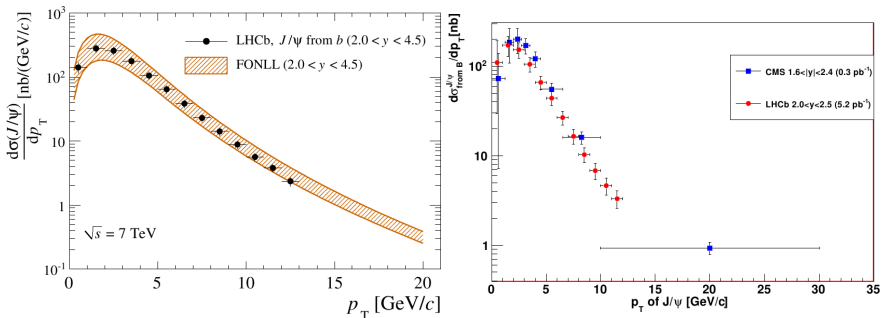 dσ(J/ψ)
dp_T
[nb/(GeV/c)]
10³
10²
10
1
10⁻¹
LHCb, J/ψ from b (2.0 < y < 4.5)
FONLL (2.0 < y < 4.5)
√s = 7 TeV
0 5 10 15 20
p_T [GeV/c]
dσ^{J/ψ}_{from B}/dp_T[nb]
10²
10
1
CMS 1.6<|y|<2.4 (0.3 pb⁻¹)
LHCb 2.0<y<2.5 (5.2 pb⁻¹)
0 5 10 15 20 25 30 35
p_T of J/ψ [GeV/c]